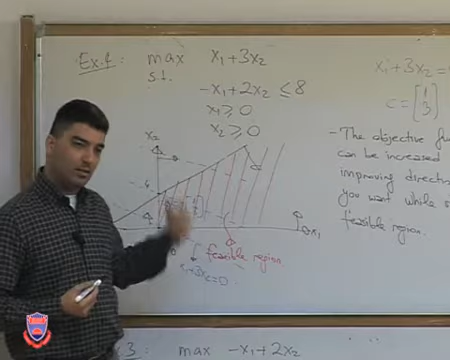 Ex.4: max x₁+3x₂
s.t. -x₁+2x₂ ≤ 8
x₁ ≥ 0
x₂ ≥ 0
x₁+3x₂ =
c = [1 3]
- The objective fu
can be increased
improving directi
you want while s
feasible region.
x₂
x₁
feasible region
x₁+3x₂=0
3 : max -x₁+2x₂